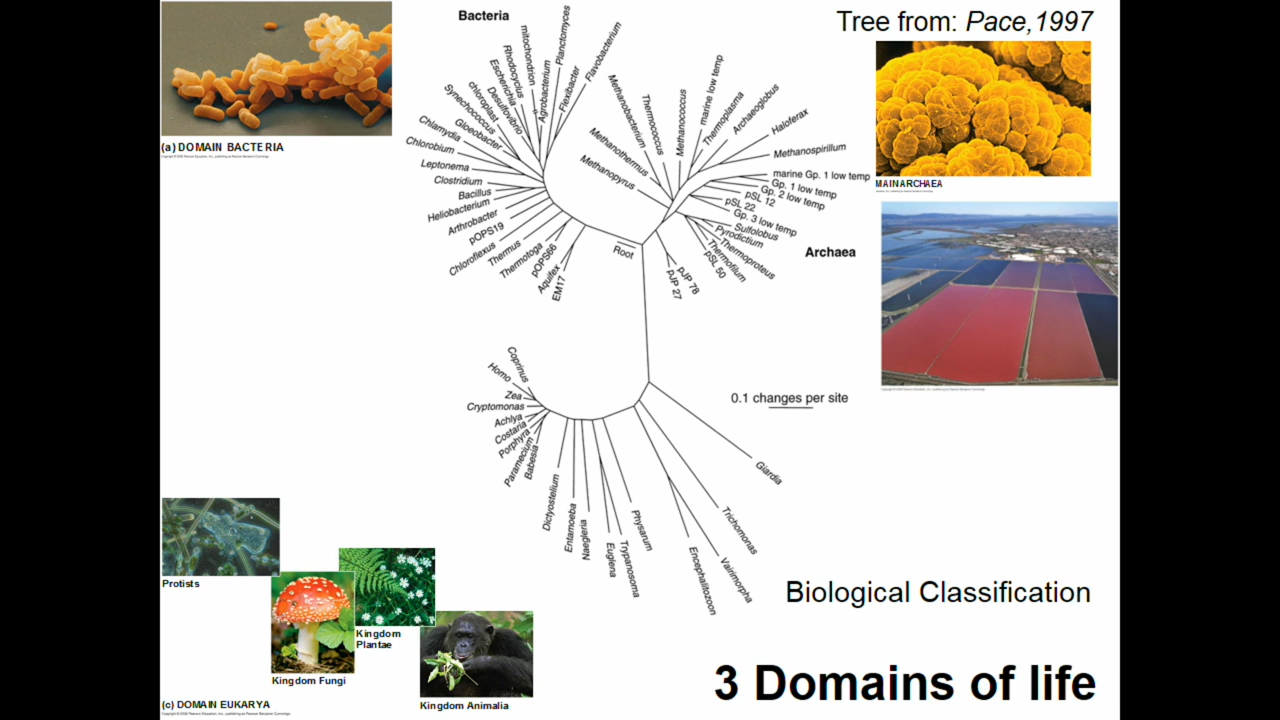 Bacteria
Tree from: Pace,1997
(a) DOMAIN BACTERIA
mitochondrion
Planctomyces
Flavobacterium
Rhodocyclus
Escherichia
Desulfovibrio
Agrobacterium
Flexibacter
chloroplast
Synechococcus
Gloeobacter
Chlamydia
Chlorobium
Leptonema
Clostridium
Bacillus
Heliobacterium
Arthrobacter
pOPS19
Chloroflexus
Thermus
Thermotoga
pOPS66
Aquifex
EM17
Root
Methanopyrus
Methanothermus
Methanobacterium
Thermococcus
Methanococcus
marine low temp
Thermoplasma
Archaeoglobus
Haloferax
Methanospirillum
marine Gp. 1 low temp
Gp. 1 low temp
Gp. 2 low temp
pSL 12
pSL 22
Gp. 3 low temp
Sulfolobus
Pyrodictium
Thermoproteus
Thermofilum
pSL 50
pJP 78
pJP 27
MAIN ARCHAEA
Archaea
Coprinus
Homo
Zea
Cryptomonas
Achlya
Costaria
Porphyra
Paramecium
Babesia
Dictyostelium
Entamoeba
Naegleria
Euglena
Trypanosoma
Physarum
Encephalitozoon
Vairimorpha
Trichomonas
Giardia
0.1 changes per site
Protists
Kingdom
Plantae
Kingdom Fungi
Kingdom Animalia
(c) DOMAIN EUKARYA
Biological Classification
3 Domains of life